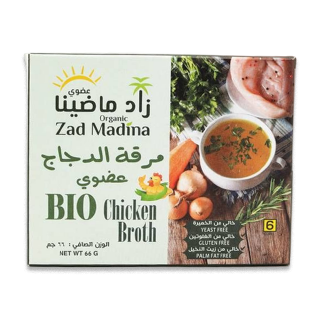 عضوي
زاد ماضينا
Organic
Zad Madina
مرقة الدجاج
عضوي
BIO Chicken
Broth
الوزن الصافي : ٦٦ جم
NET WT 66 G
خالي من الخميرة
YEAST FREE
خالي من الغلوتين
GLUTEN FREE
خالي من زيت النخيل
PALM FAT FREE
6